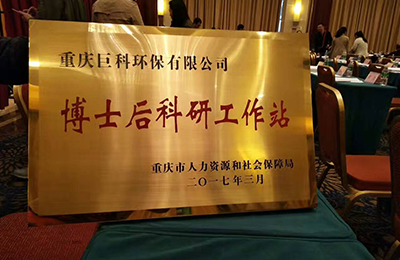 重庆巨科环保有限公司
博士后科研工作站
重庆市人力资源和社会保障局
二〇一七年三月